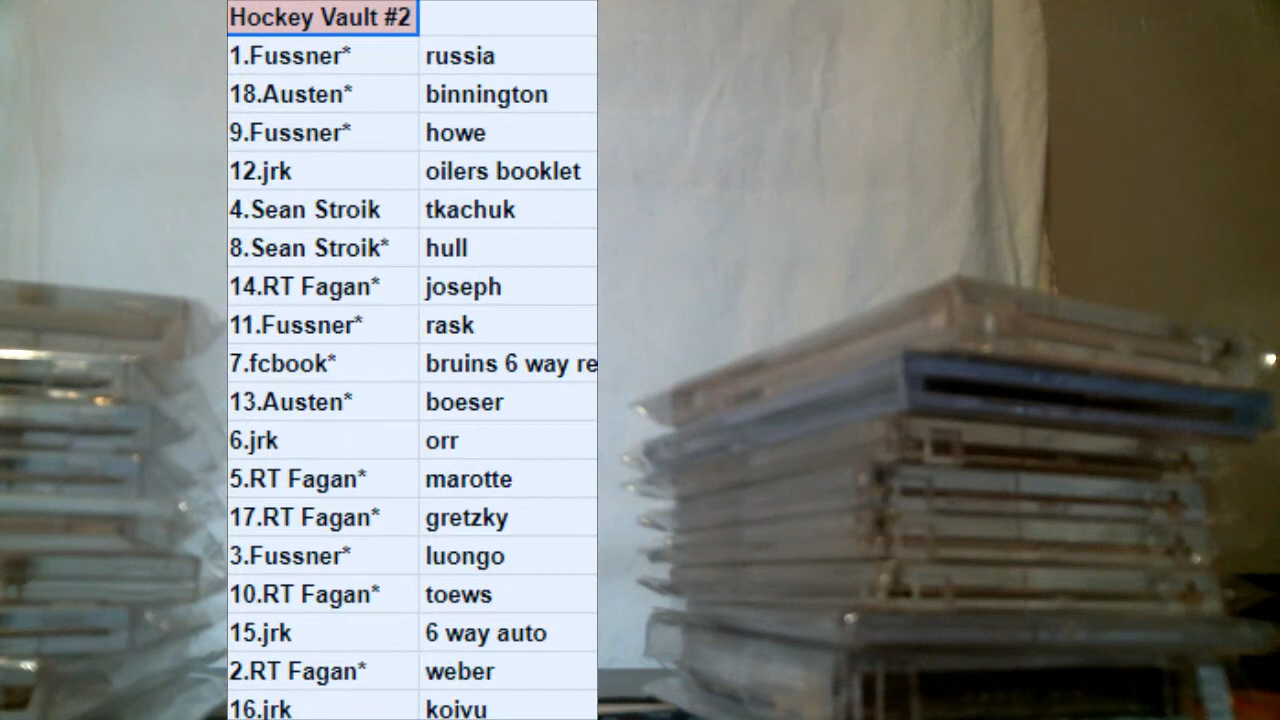 Hockey Vault #2
1.Fussner* russia
18.Austen* binnington
9.Fussner* howe
12.jrk oilers booklet
4.Sean Stroik tkachuk
8.Sean Stroik* hull
14.RT Fagan* joseph
11.Fussner* rask
7.fcbook* bruins 6 way re
13.Austen* boeser
6.jrk orr
5.RT Fagan* marotte
17.RT Fagan* gretzky
3.Fussner* luongo
10.RT Fagan* toews
15.jrk 6 way auto
2.RT Fagan* weber
16.jrk koivu